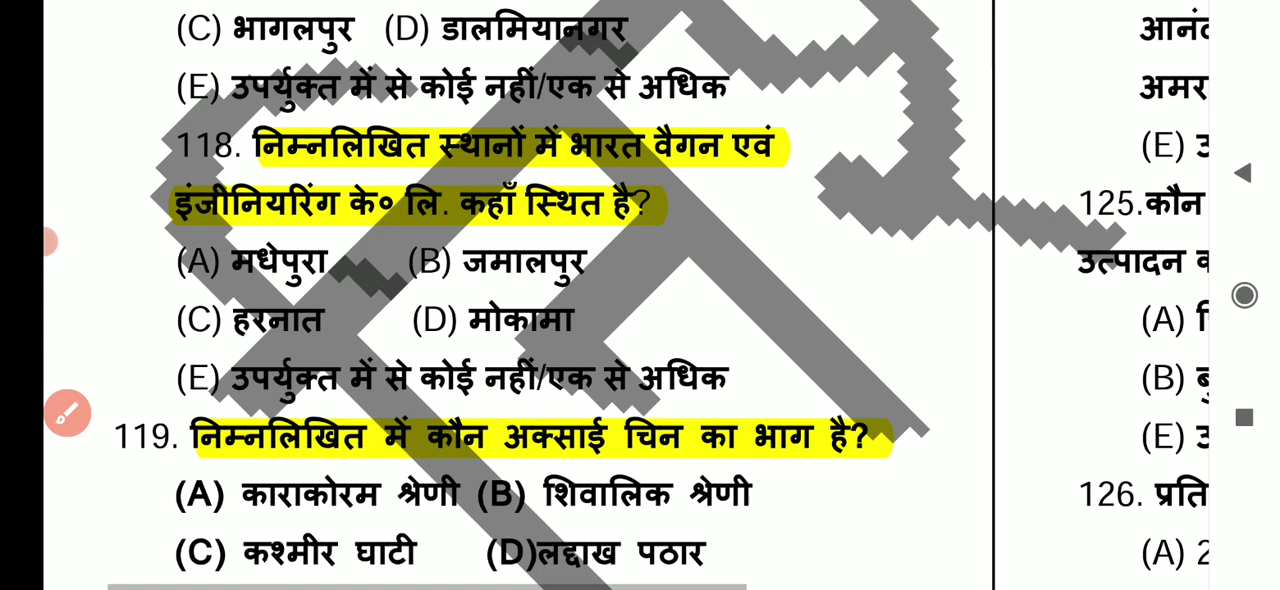 (C) भागलपुर (D) डालमियानगर
(E) उपर्युक्त में से कोई नहीं/एक से अधिक
118. निम्नलिखित स्थानों में भारत वैगन एवं
इंजीनियरिंग के० लि. कहाँ स्थित है?
(A) मधेपुरा (B) जमालपुर
(C) हरनात (D) मोकामा
(E) उपर्युक्त में से कोई नहीं/एक से अधिक
119. निम्नलिखित में कौन अक्साई चिन का भाग है?
(A) काराकोरम श्रेणी (B) शिवालिक श्रेणी
(C) कश्मीर घाटी (D)लद्दाख पठार
अमर
(E)
125.कौन
उत्पादन
(A)
(B)
(E)
126. प्रति
(A) 2